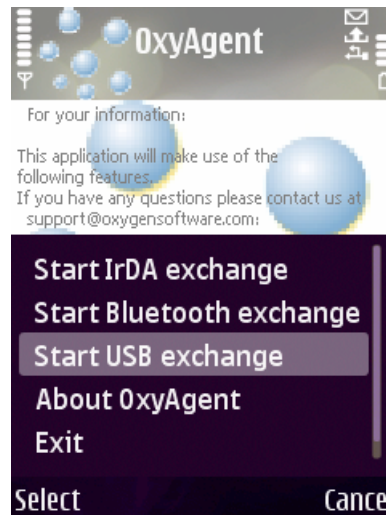 OxyAgent
For your information:
This application will make use of the
following features.
If you have any questions please contact us at
support@oxygensoftware.com:
Start IrDA exchange
Start Bluetooth exchange
Start USB exchange
About OxyAgent
Exit
Select
Cance